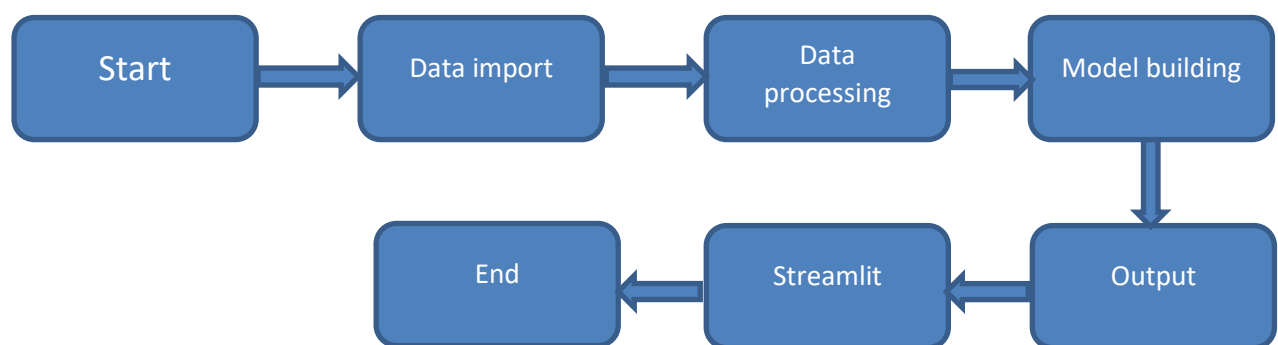 Start
Data import
Data
processing
Model building
End
Streamlit
Output